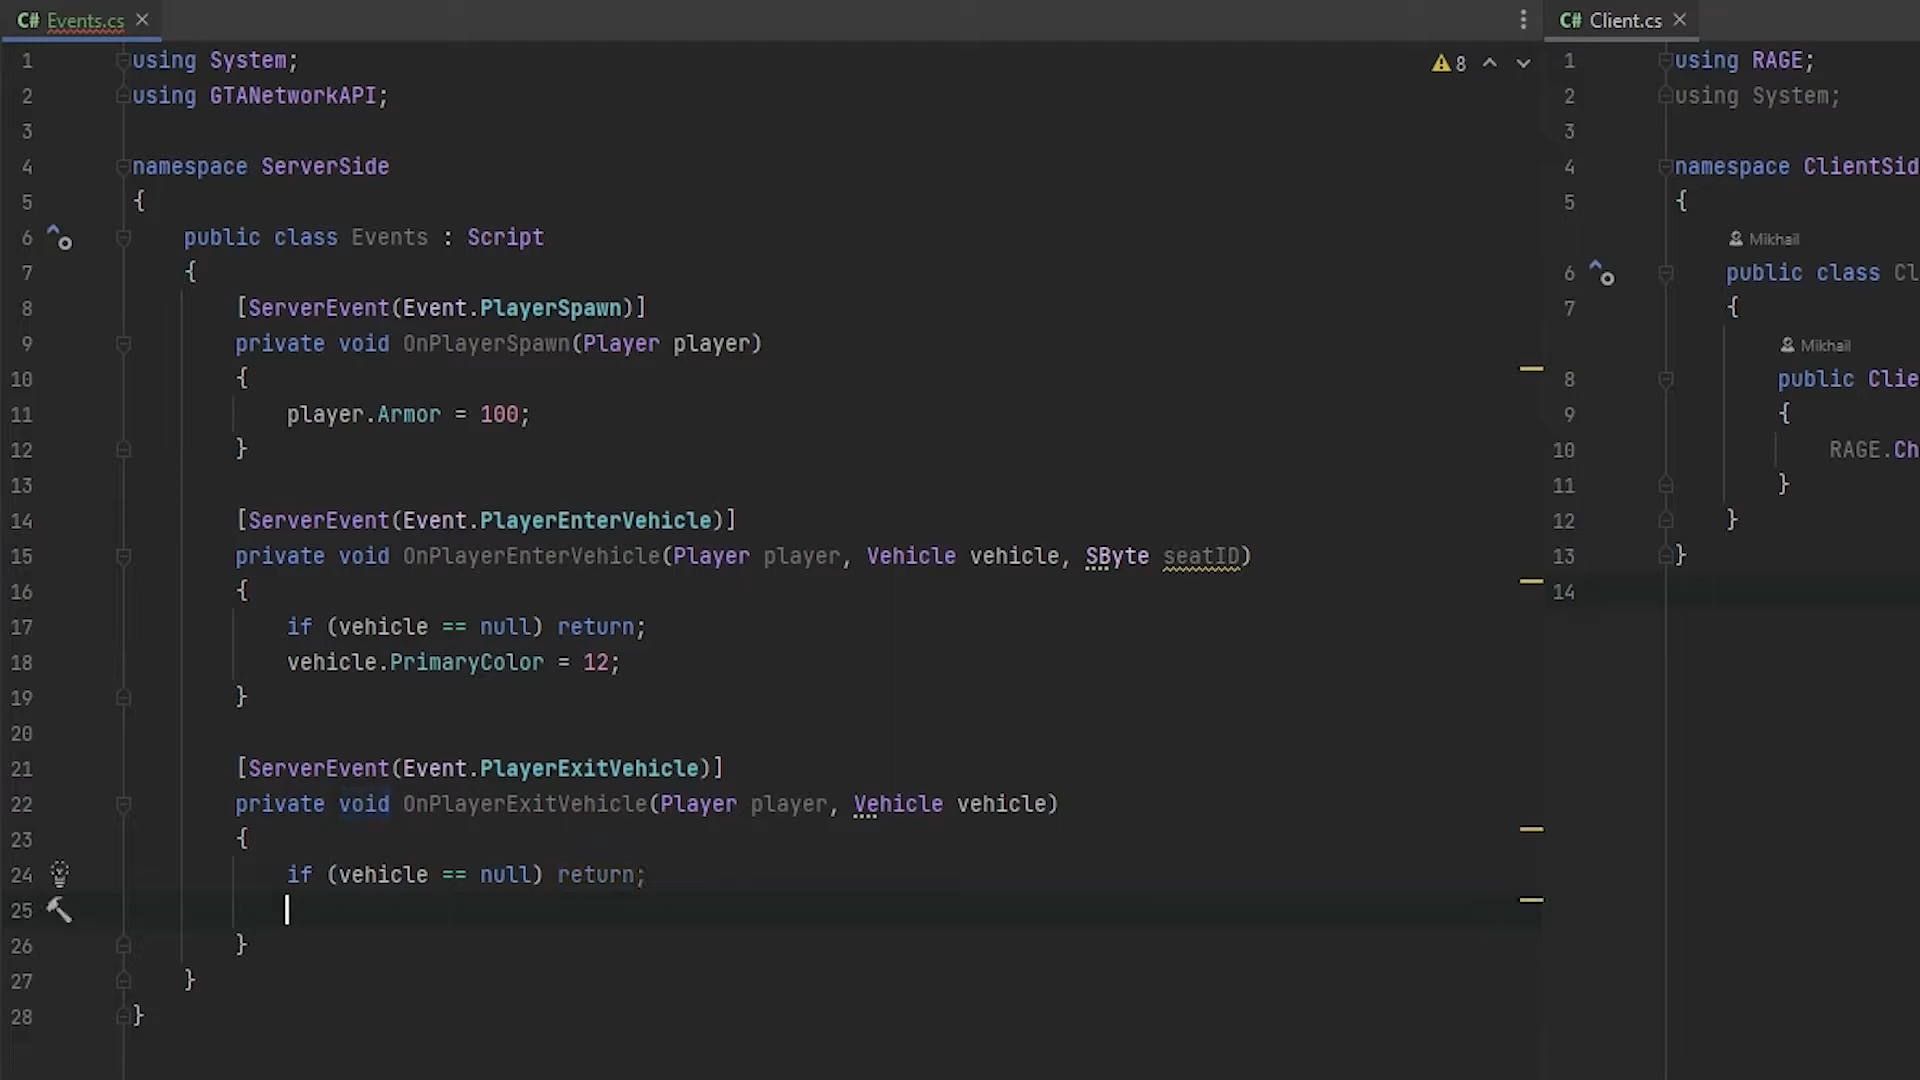 C# Events.cs
using System;
using GTANetworkAPI;
namespace ServerSide
{
public class Events : Script
{
[ServerEvent(Event.PlayerSpawn)]
private void OnPlayerSpawn(Player player)
{
player.Armor = 100;
}
[ServerEvent(Event.PlayerEnterVehicle)]
private void OnPlayerEnterVehicle(Player player, Vehicle vehicle, SByte seatID)
{
if (vehicle == null) return;
vehicle.PrimaryColor = 12;
}
[ServerEvent(Event.PlayerExitVehicle)]
private void OnPlayerExitVehicle(Player player, Vehicle vehicle)
{
if (vehicle == null) return;
}
}
}
1
2
3
4
5
6
7
8
9
10
11
12
13
14
15
16
17
18
19
20
21
22
23
24
25
26
27
28
8
C# Client.cs
using RAGE;
using System;
namespace ClientSid
{
Mikhail
public class Cl
{
Mikhail
public Clie
{
RAGE.Ch
}
}
}
1
2
3
4
5
6
7
8
9
10
11
12
13
14